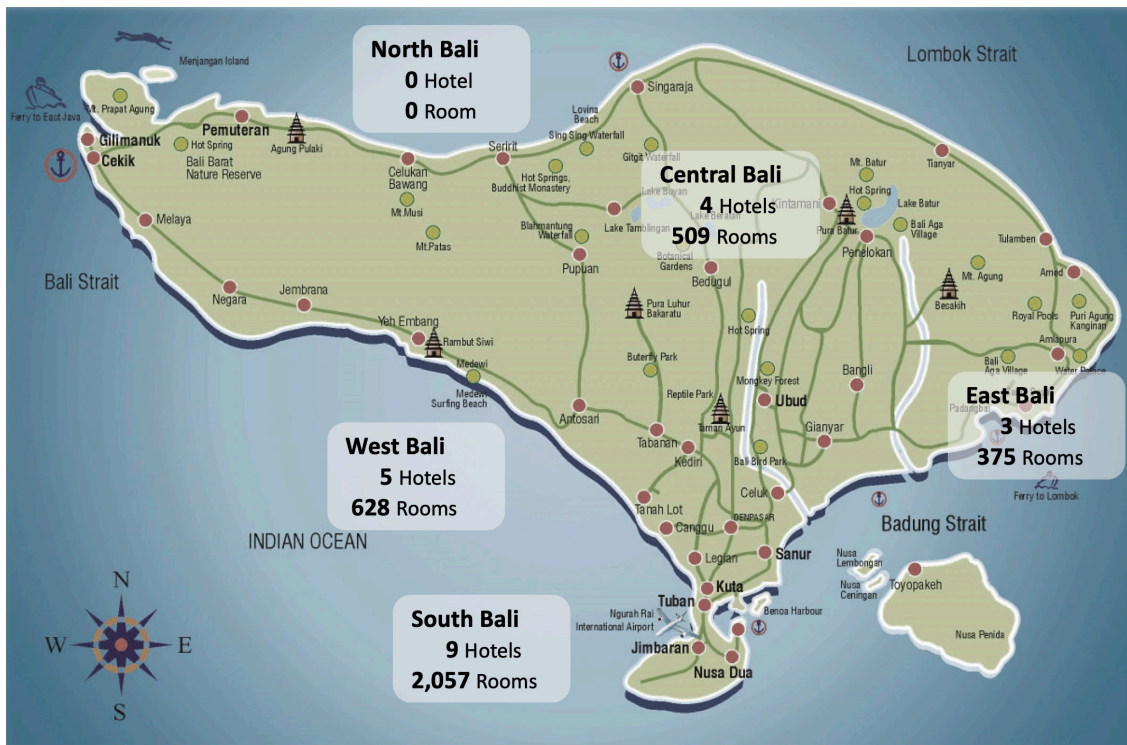 North Bali
0 Hotel
0 Room
Lombok Strait
Menjangan Island
Ferry to East Java
Mt. Prapat Agung
Singaraja
Lovina
Beach
Sing Sing Waterfall
Gilimanuk
Cekik
Pemuteran
Hot Spring
Bali Barat
Nature Reserve
Agung Pulaki
Celukan
Bawang
Seririt
Hot Springs,
Buddhist Monastery
Gitgit Waterfall
Tianyar
Central Bali
4 Hotels
509 Rooms
Lake Buyan
Lake Beratan
Lake Tamblingan
Mt. Batur
Hot Spring
Kintamani
Lake Batur
Pura Batur
Bali Aga
Village
Penelokan
Mt.Musi
Mt.Patas
Melaya
Blahmantung
Waterfall
Pupuan
Botanical
Gardens
Bedugul
Tulamben
Bali Strait
Negara
Jembrana
Mt. Agung
Amed
Besakih
Royal Pools
Puri Agung
Kanginan
Pura Luhur
Bakaratu
Hot Spring
Yeh Embang
Rambut Siwi
Medewi
Medewi
Surfing Beach
Buterfly Park
Mongkey Forest
Bangli
Bali
Aga Village
Amlapura
Water Palace
Reptile Park
Ubud
Antosari
Taman Ayun
Padangbai
East Bali
3 Hotels
375 Rooms
Tabanan
Kediri
Gianyar
Bali Bird Park
West Bali
5 Hotels
628 Rooms
Tanah Lot
Celuk
Ferry to Lombok
Canggu
DENPASAR
Badung Strait
INDIAN OCEAN
Legian
Sanur
Nusa
Lembongan
Nusa
Ceningan
Toyopakeh
Kuta
Tuban
Benoa Harbour
Ngurah Rai
International Airport
South Bali
9 Hotels
2,057 Rooms
Jimbaran
Nusa Dua
Nusa Penida
N
W
E
S